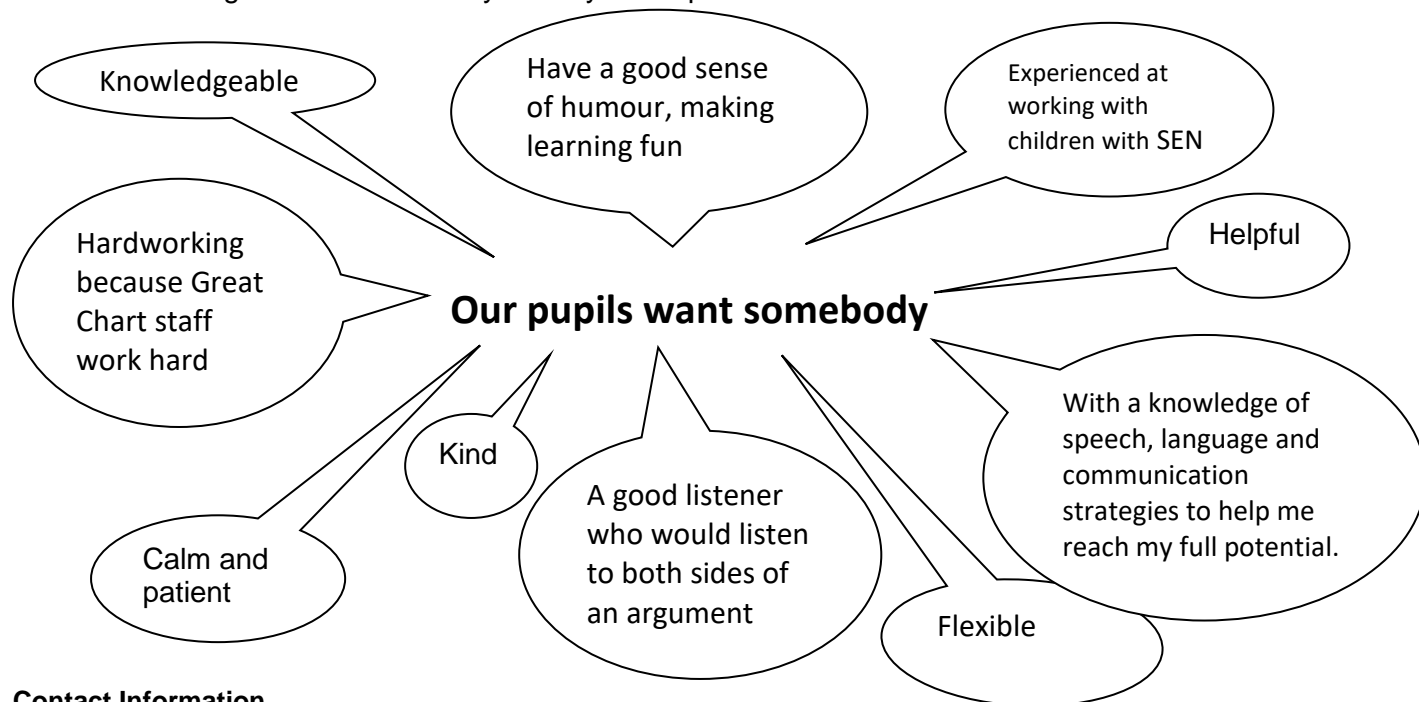 Knowledgeable
Have a good sense
of humour, making
learning fun
Experienced at
working with
children with SEN
Hardworking
because Great
Chart staff
work hard
Helpful
Our pupils want somebody
Kind
With a knowledge of
speech, language and
communication
strategies to help me
reach my full potential.
A good listener
who would listen
to both sides of
an argument
Calm and
patient
Flexible
Contact Information